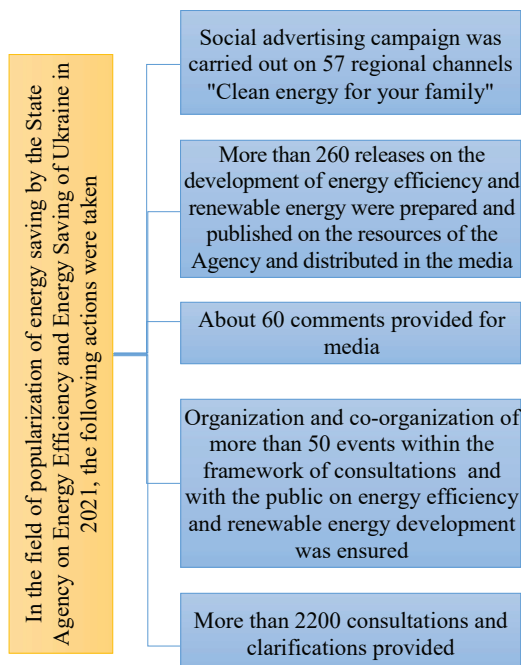 In the field of popularization of energy saving by the State
Agency on Energy Efficiency and Energy Saving of Ukraine in
2021, the following actions were taken
Social advertising campaign was
carried out on 57 regional channels
"Clean energy for your family"
More than 260 releases on the
development of energy efficiency and
renewable energy were prepared and
published on the resources of the
Agency and distributed in the media
About 60 comments provided for
media
Organization and co-organization of
more than 50 events within the
framework of consultations and
with the public on energy efficiency
and renewable energy development
was ensured
More than 2200 consultations and
clarifications provided